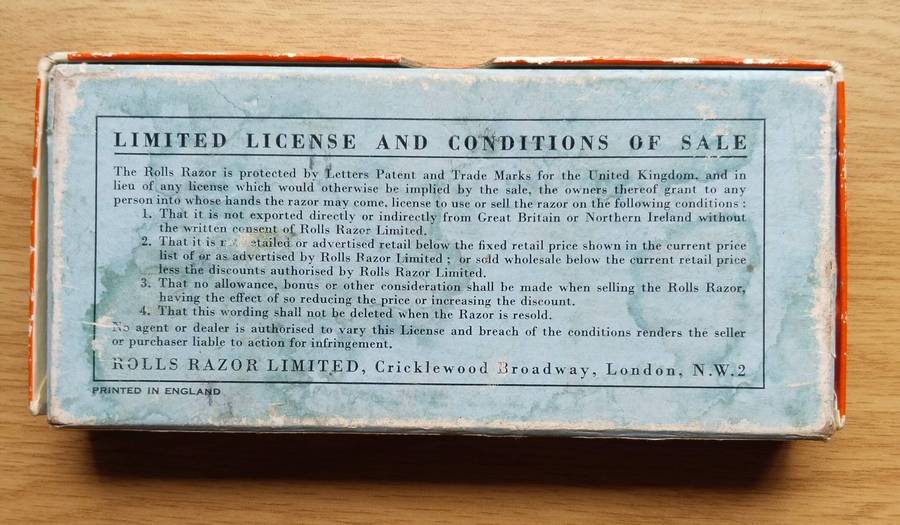 LIMITED LICENSE AND CONDITIONS OF SALE
The Rolls Razor is protected by Letters Patent and Trade Marks for the United Kingdom, and in
lieu of any license which would otherwise be implied by the sale, the owners thereof grant to any
person into whose hands the razor may come, license to use or sell the razor on the following conditions :
1. That it is not exported directly or indirectly from Great Britain or Northern Ireland without
the written consent of Rolls Razor Limited.
2. That it is etailed or advertised retail below the fixed retail price shown in the current price
list of or as advertised by Rolls Razor Limited ; or sold wholesale below the current retail price
less the discounts authorised by Rolls Razor Limited.
3. That no allowance, bonus or other consideration shall be made when selling the Rolls Razor,
having the effect of so reducing the price or increasing the discount.
4. That this wording shall not be deleted when the Razor is resold.
No agent or dealer is authorised to vary this License and breach of the conditions renders the seller
or purchaser liable to action for infringement.
ROLLS RAZOR LIMITED, Cricklewood Broadway, London, N.W.2
PRINTED IN ENGLAND